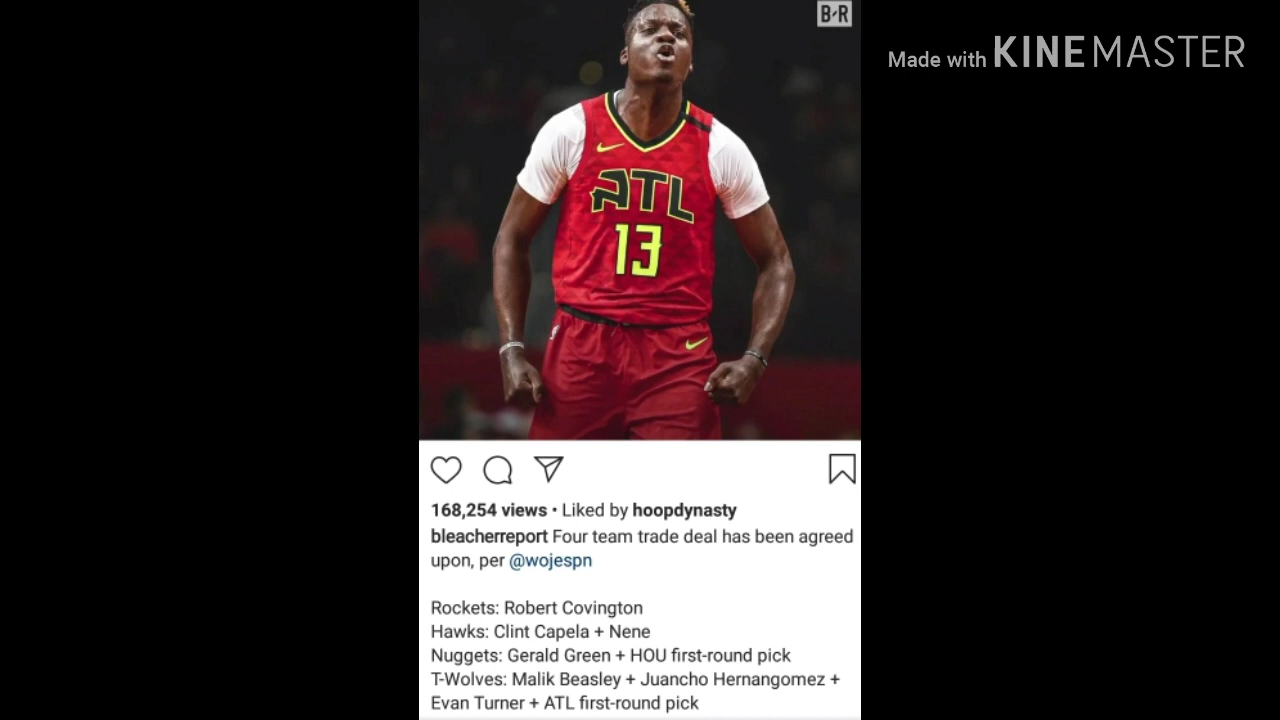 B·R
Made with KINEMASTER
ATL
13
168,254 views • Liked by hoopdynasty
bleacherreport Four team trade deal has been agreed
upon, per @wojespn
Rockets: Robert Covington
Hawks: Clint Capela + Nene
Nuggets: Gerald Green + HOU first-round pick
T-Wolves: Malik Beasley + Juancho Hernangomez +
Evan Turner + ATL first-round pick